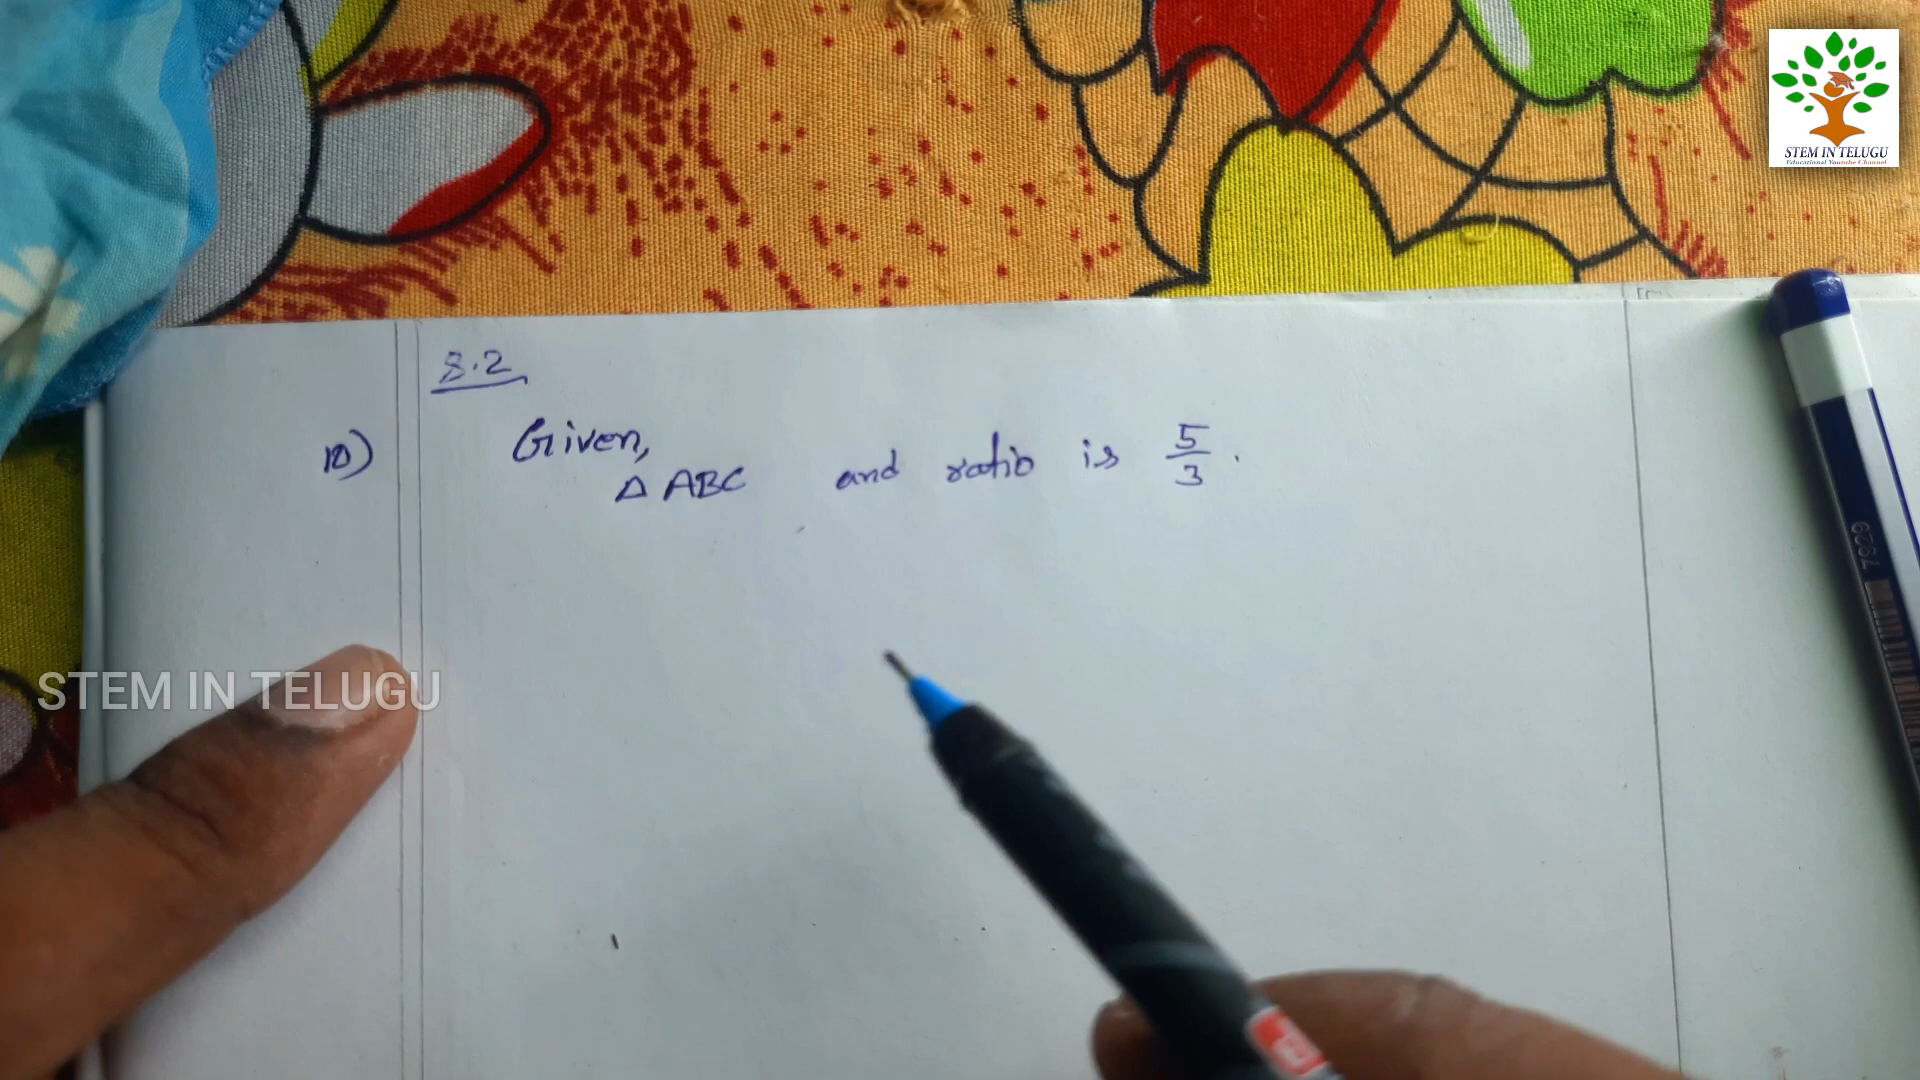 STEM IN TELUGU
Educational Youtube Channel
8.2
10) Given,
Δ ABC and ratio is 5/3.
7929
STEM IN TELUGU